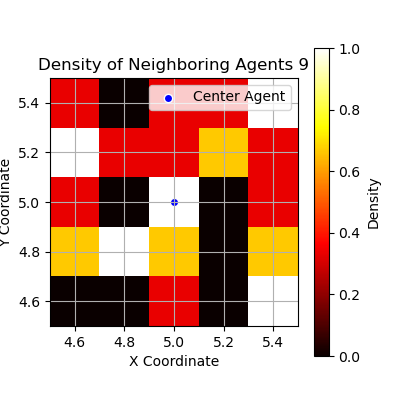 Density of Neighboring Agents 9
Center Agent
5.4
5.2
5.0
4.8
4.6
Y Coordinate
4.6 4.8 5.0 5.2 5.4
X Coordinate
1.0
0.8
0.6
0.4
0.2
0.0
Density